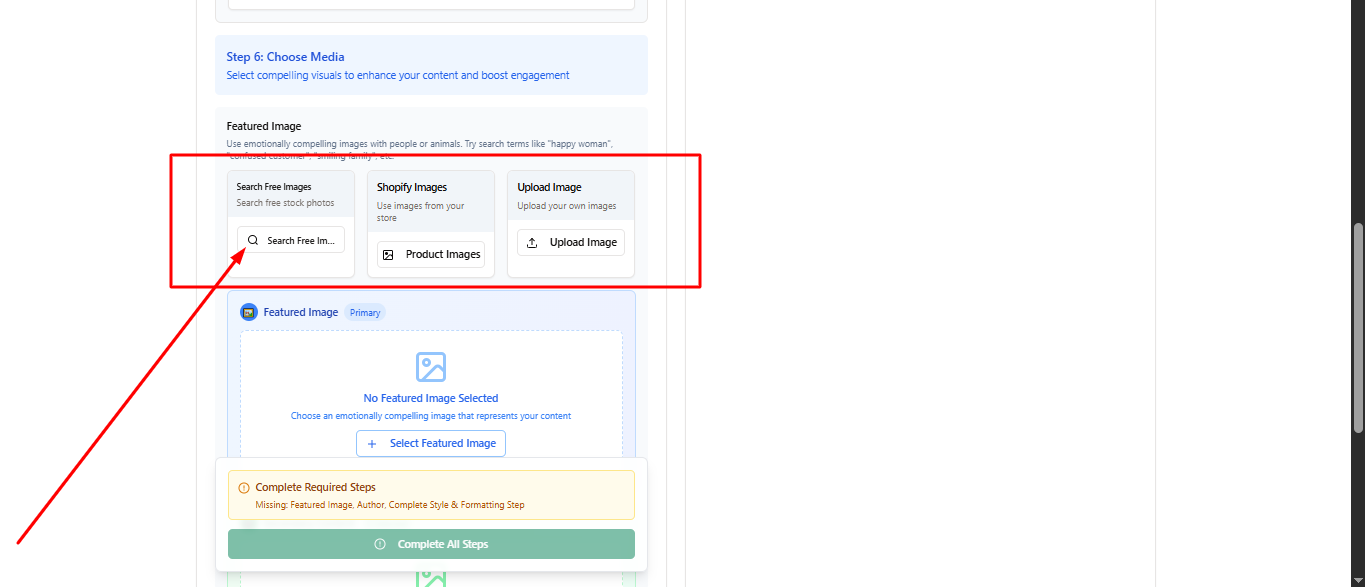 Step 6: Choose Media
Select compelling visuals to enhance your content and boost engagement
Featured Image
Use emotionally compelling images with people or animals. Try search terms like "happy woman",
"confused customer", "smiling family", etc.
Search Free Images
Search free stock photos
Search Free Im...
Shopify Images
Use images from your
store
Product Images
Upload Image
Upload your own images
Upload Image
Featured Image Primary
No Featured Image Selected
Choose an emotionally compelling image that represents your content
Select Featured Image
Complete Required Steps
Missing: Featured Image, Author, Complete Style & Formatting Step
Complete All Steps